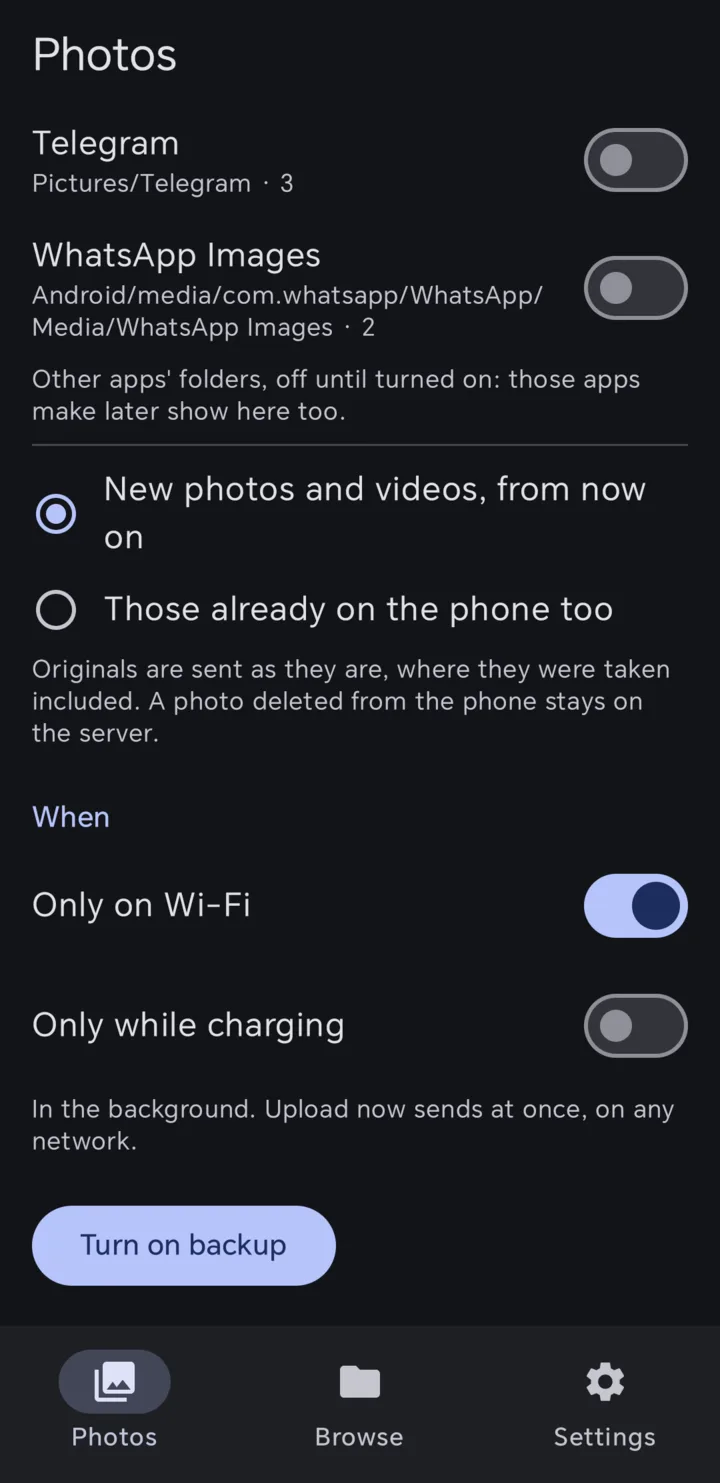 Photos
Telegram
Pictures/Telegram · 3
WhatsApp Images
Android/media/com.whatsapp/WhatsApp/
Media/WhatsApp Images · 2
Other apps' folders, off until turned on: those apps
make later show here too.
New photos and videos, from now
on
Those already on the phone too
Originals are sent as they are, where they were taken
included. A photo deleted from the phone stays on
the server.
When
Only on Wi-Fi
Only while charging
In the background. Upload now sends at once, on any
network.
Turn on backup
Photos
Browse
Settings